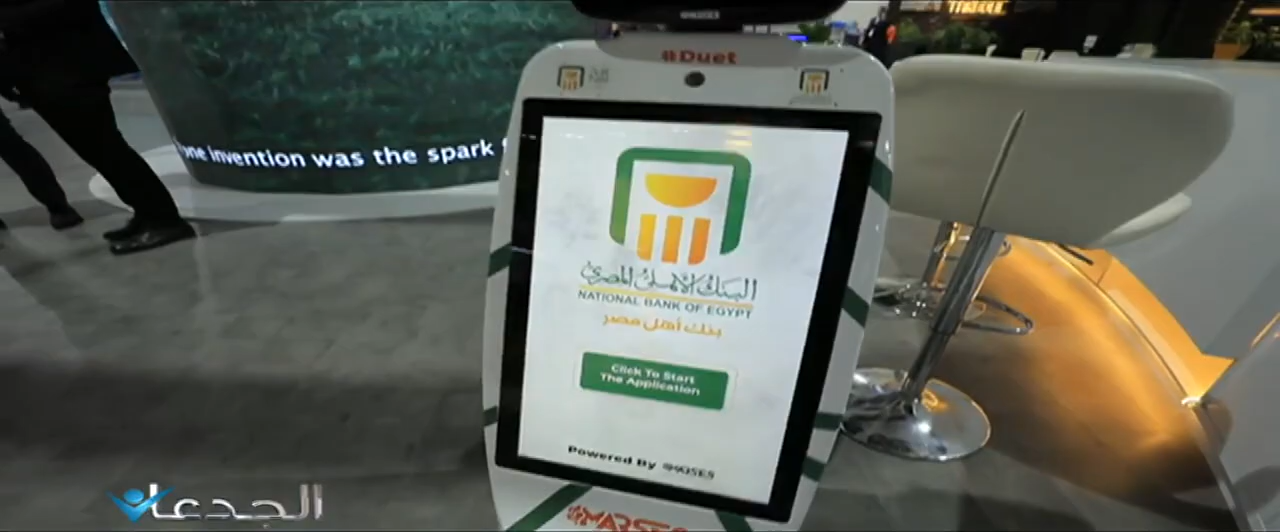 #Duet
one invention was the spark
البنك الأهلي المصري
NATIONAL BANK OF EGYPT
بنك أهل مصر
Click To Start
The Application
Powered By
#MARSES
الجدعان